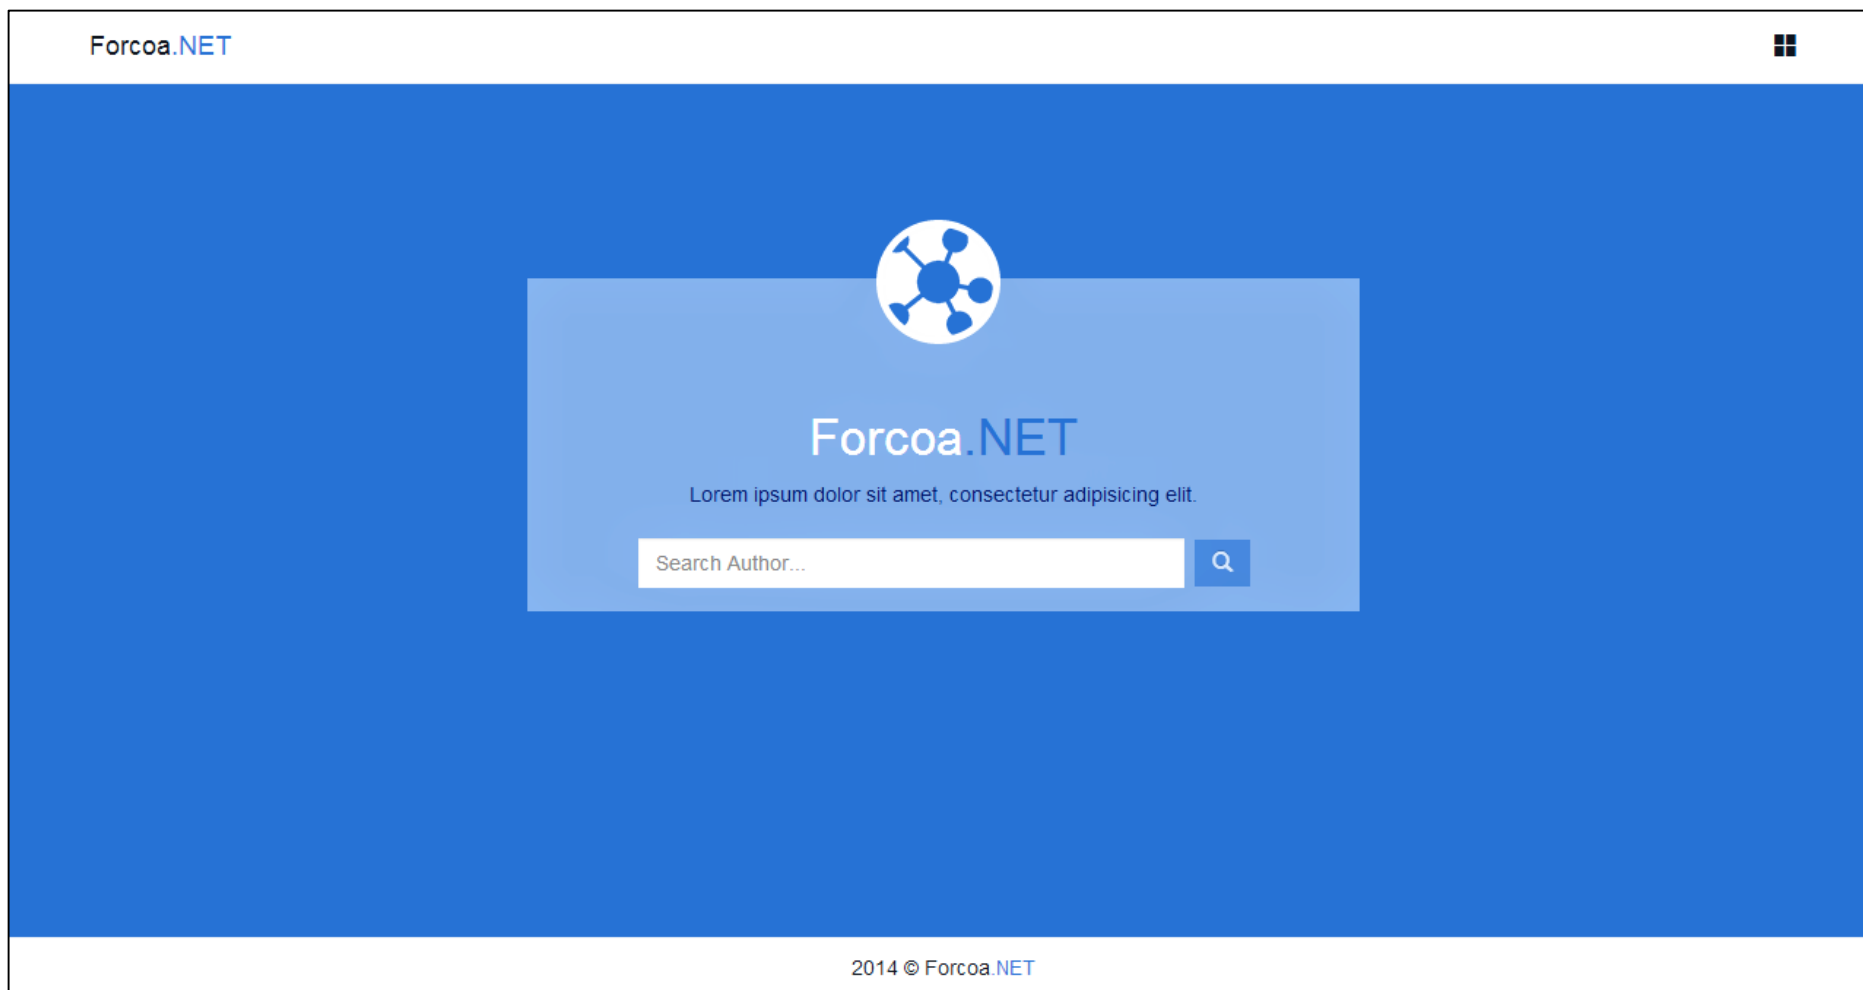 Forcoa.NET
Forcoa.NET
Lorem ipsum dolor sit amet, consectetur adipisicing elit.
Search Author...
2014 © Forcoa.NET